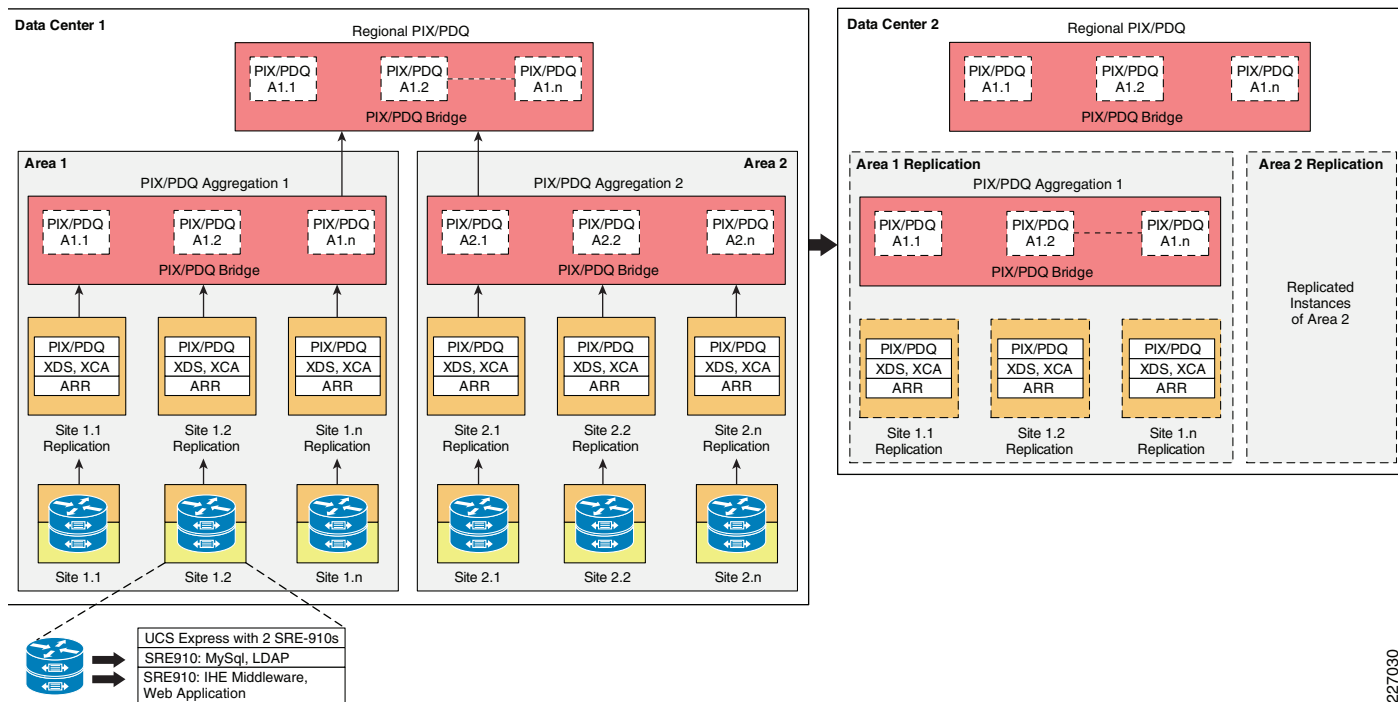 Data Center 1
Regional PIX/PDQ
PIX/PDQ
A1.1
PIX/PDQ
A1.2
PIX/PDQ
A1.n
PIX/PDQ Bridge
Area 1
PIX/PDQ Aggregation 1
PIX/PDQ
A1.1
PIX/PDQ
A1.2
PIX/PDQ
A1.n
PIX/PDQ Bridge
PIX/PDQ
XDS, XCA
ARR
PIX/PDQ
XDS, XCA
ARR
PIX/PDQ
XDS, XCA
ARR
Site 1.1
Replication
Site 1.2
Replication
Site 1.n
Replication
Site 1.1
Site 1.2
Site 1.n
Area 2
PIX/PDQ Aggregation 2
PIX/PDQ
A2.1
PIX/PDQ
A2.2
PIX/PDQ
A2.n
PIX/PDQ Bridge
PIX/PDQ
XDS, XCA
ARR
PIX/PDQ
XDS, XCA
ARR
PIX/PDQ
XDS, XCA
ARR
Site 2.1
Replication
Site 2.2
Replication
Site 2.n
Replication
Site 2.1
Site 2.2
Site 2.n
UCS Express with 2 SRE-910s
SRE910: MySql, LDAP
SRE910: IHE Middleware,
Web Application
Data Center 2
Regional PIX/PDQ
PIX/PDQ
A1.1
PIX/PDQ
A1.2
PIX/PDQ
A1.n
PIX/PDQ Bridge
Area 1 Replication
PIX/PDQ Aggregation 1
PIX/PDQ
A1.1
PIX/PDQ
A1.2
PIX/PDQ
A1.n
PIX/PDQ Bridge
PIX/PDQ
XDS, XCA
ARR
PIX/PDQ
XDS, XCA
ARR
PIX/PDQ
XDS, XCA
ARR
Site 1.1
Replication
Site 1.2
Replication
Site 1.n
Replication
Area 2 Replication
Replicated
Instances
of Area 2
227030